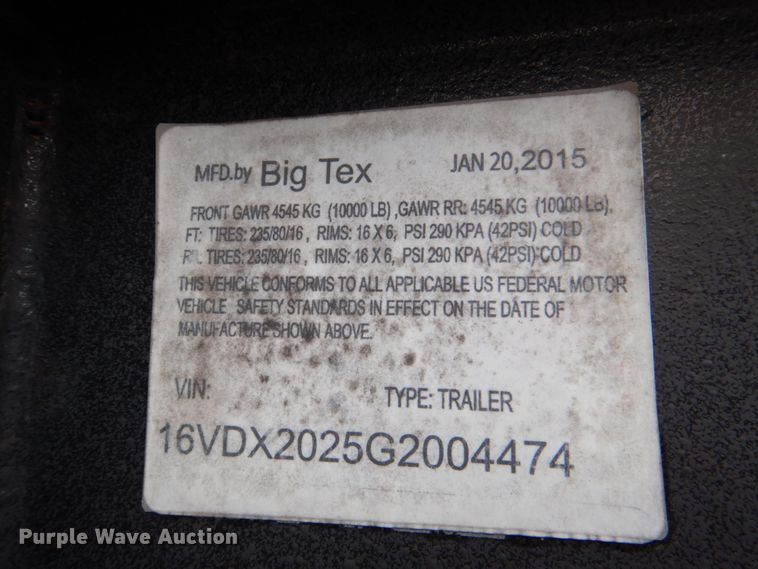 MFD.by Big Tex JAN 20,2015
FRONT GAWR 4545 KG (10000 LB) ,GAWR RR: 4545 KG (10000 LB),
FT: TIRES: 235/80/16 , RIMS: 16 X 6, PSI 290 KPA (42PSI) COLD
RR, TIRES: 235/80/16 , RIMS: 16 X 6, PSI 290 KPA (42PSI) COLD
THIS VEHICLE CONFORMS TO ALL APPLICABLE US FEDERAL MOTOR
VEHICLE SAFETY STANDARDS IN EFFECT ON THE DATE OF
MANUFACTURE SHOWN ABOVE.
VIN: TYPE: TRAILER
16VDX2025G2004474
Purple Wave Auction